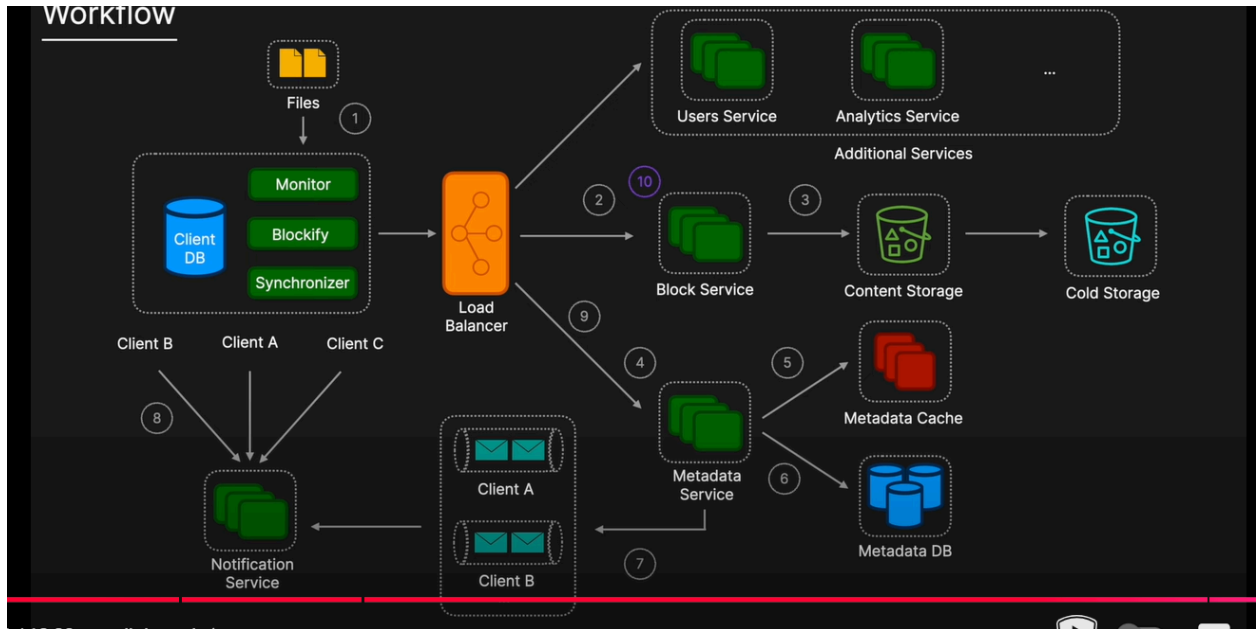 Workflow
Files
1
Monitor
Client
DB
Blockify
Synchronizer
Client B
Client A
Client C
8
Notification
Service
Load
Balancer
Users Service
Analytics Service
...
Additional Services
10
2
3
Block Service
Content Storage
Cold Storage
9
4
5
Metadata Cache
Metadata
Service
6
Metadata DB
Client A
Client B
7